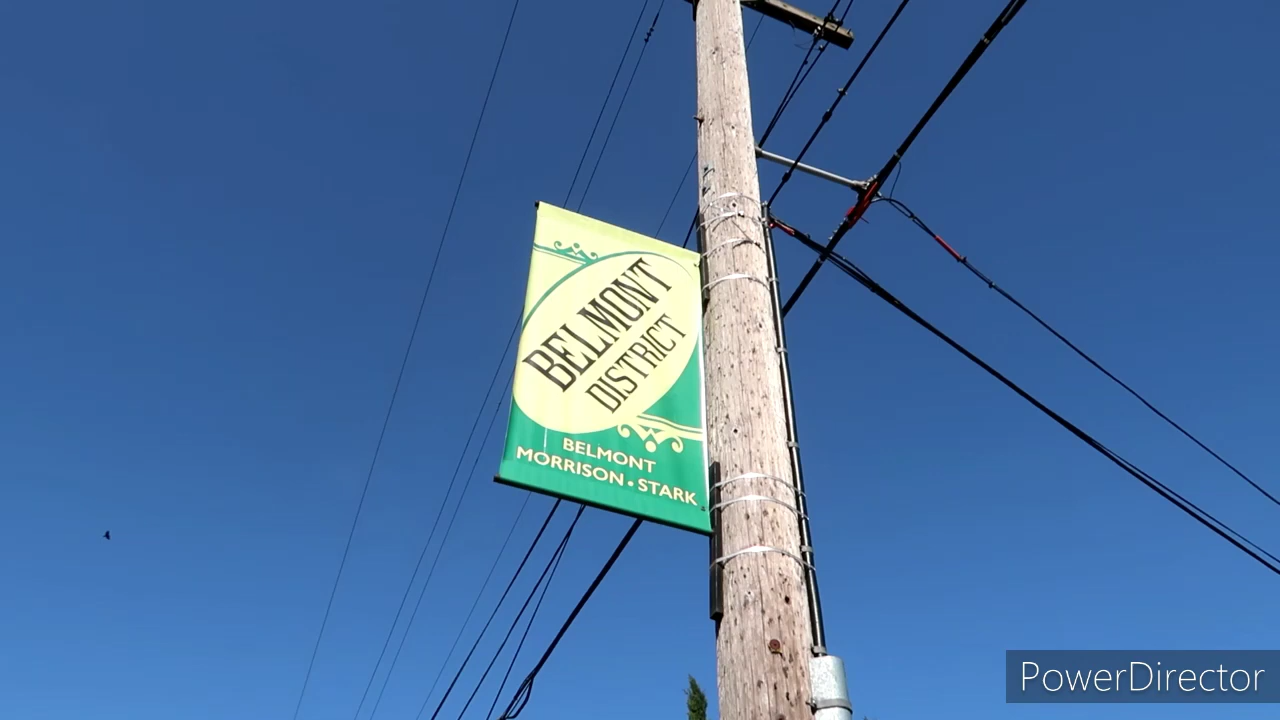 BELMONT
DISTRICT
BELMONT
MORRISON • STARK
PowerDirector